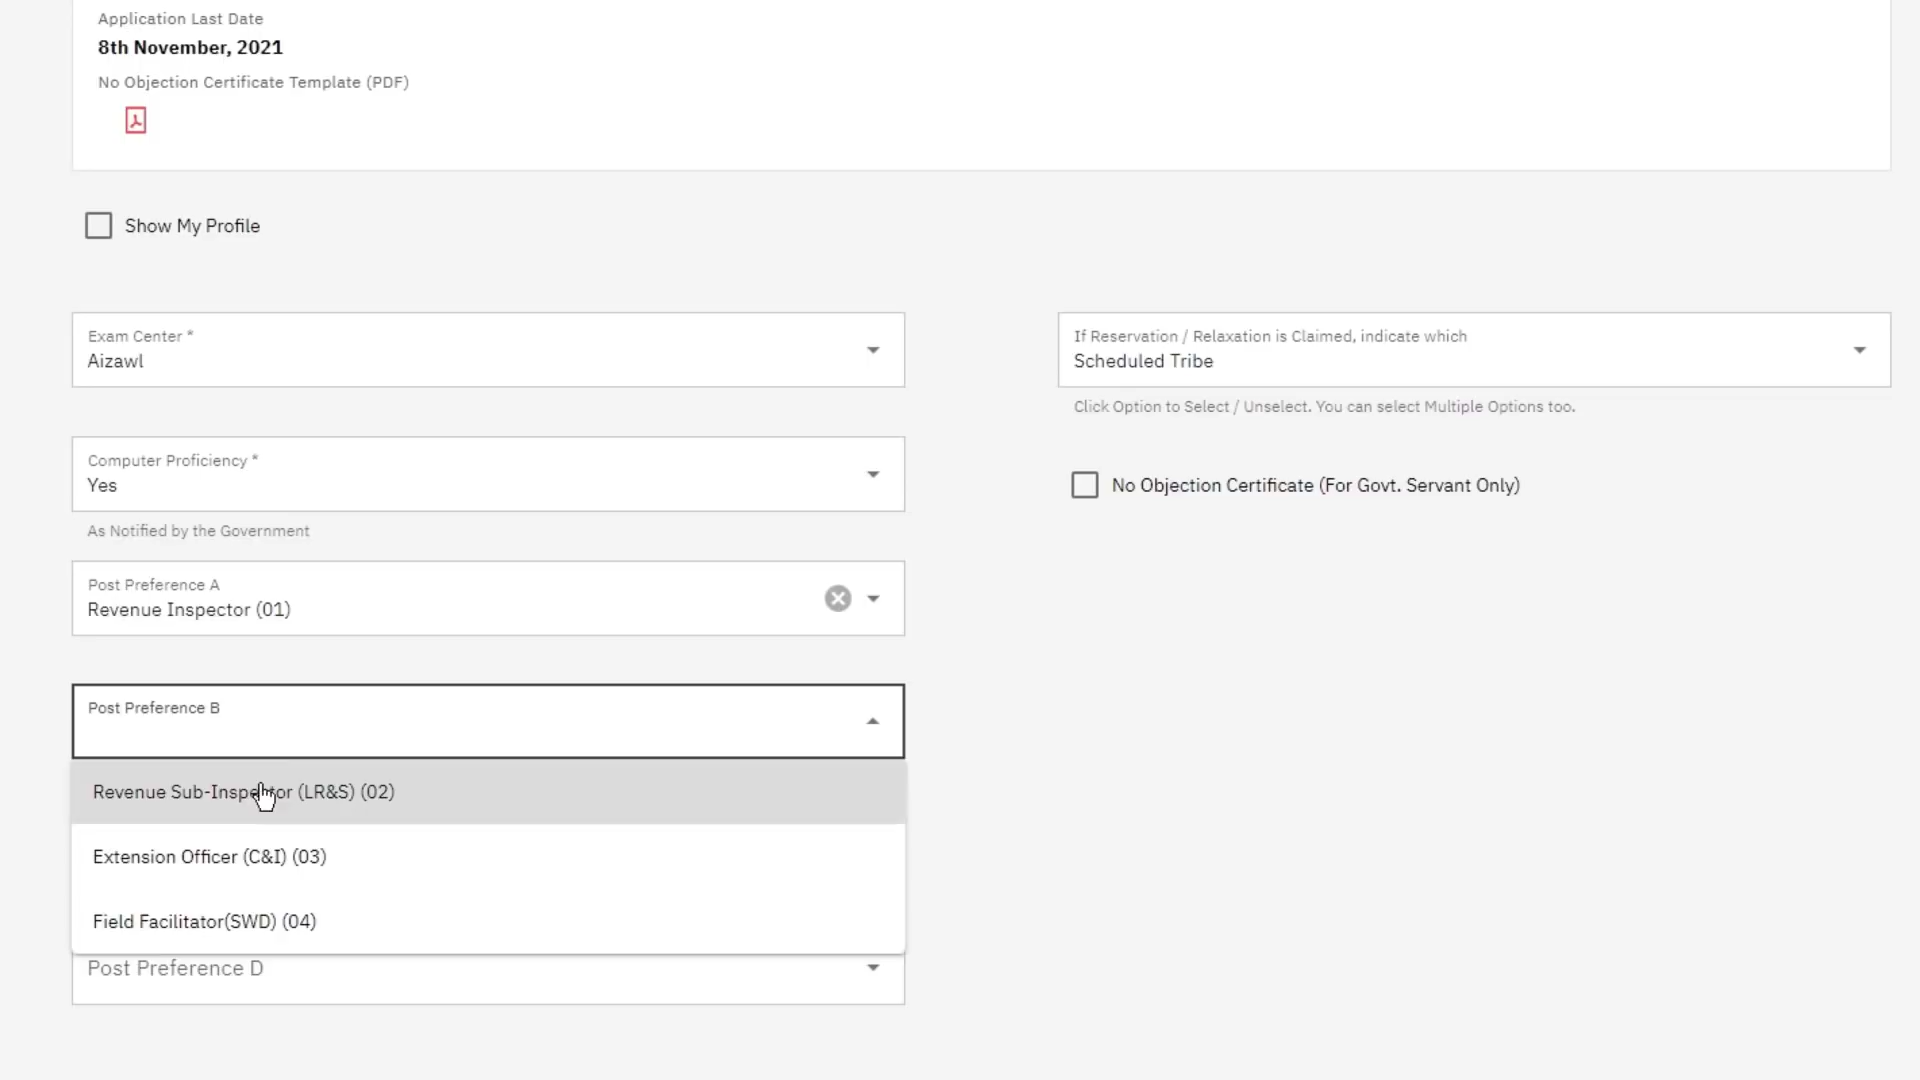 Application Last Date
8th November, 2021
No Objection Certificate Template (PDF)
Show My Profile
Exam Center *
Aizawl
If Reservation / Relaxation is Claimed, indicate which
Scheduled Tribe
Click Option to Select / Unselect. You can select Multiple Options too.
Computer Proficiency *
Yes
As Notified by the Government
No Objection Certificate (For Govt. Servant Only)
Post Preference A
Revenue Inspector (01)
Post Preference B
Revenue Sub-Inspector (LR&S) (02)
Extension Officer (C&I) (03)
Field Facilitator(SWD) (04)
Post Preference D